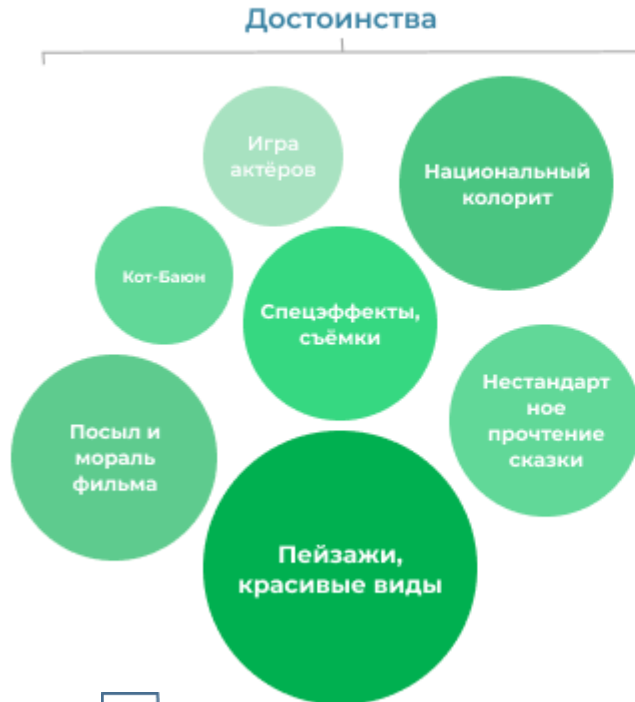 Достоинства
Игра
актёров
Национальный
колорит
Кот-Баюн
Спецэффекты,
съёмки
Нестандарт
ное
прочтение
сказки
Посыл и
мораль
фильма
Пейзажи,
красивые виды